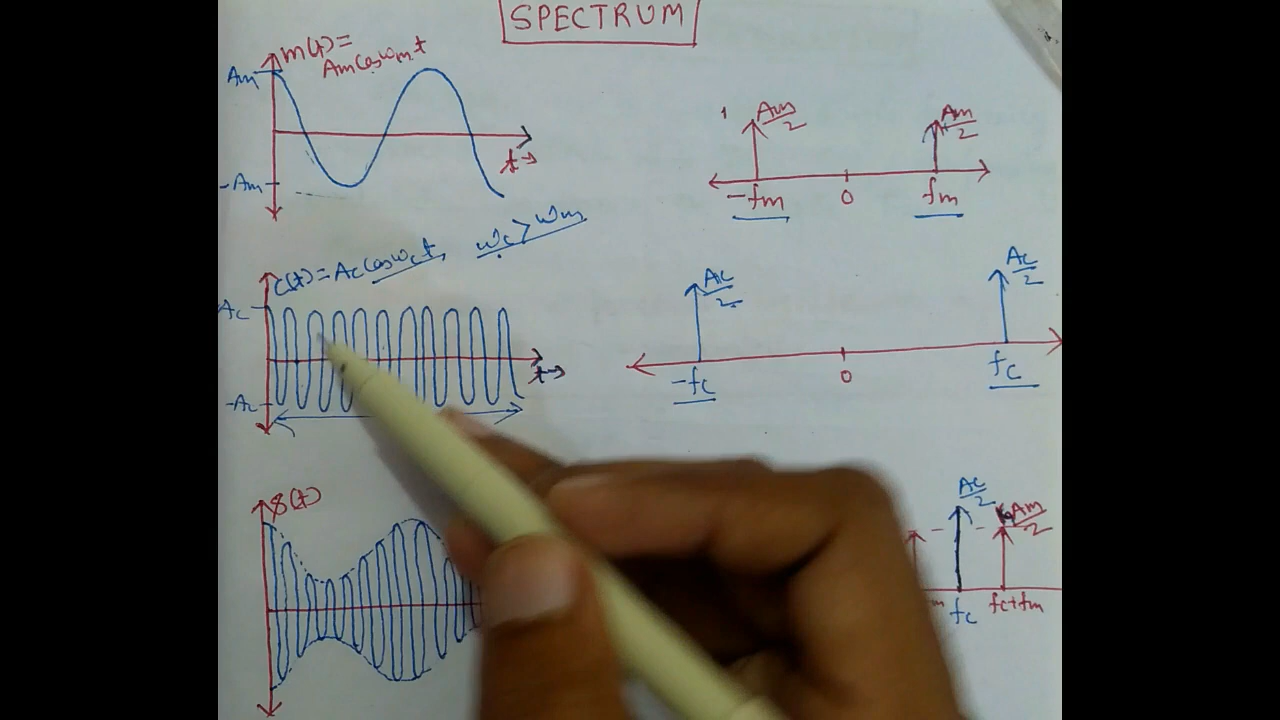 SPECTRUM
m(t)=
Am Cos ωm t
Am
-Am
t→
Am/2
Am/2
-fm
0
fm
c(t)=Ac Cos ωc t, ωc > ωm
Ac
-Ac
t→
Ac/2
Ac/2
-fc
0
fc
s(t)
Ac/2
Am/2
m
fc
fc+fm